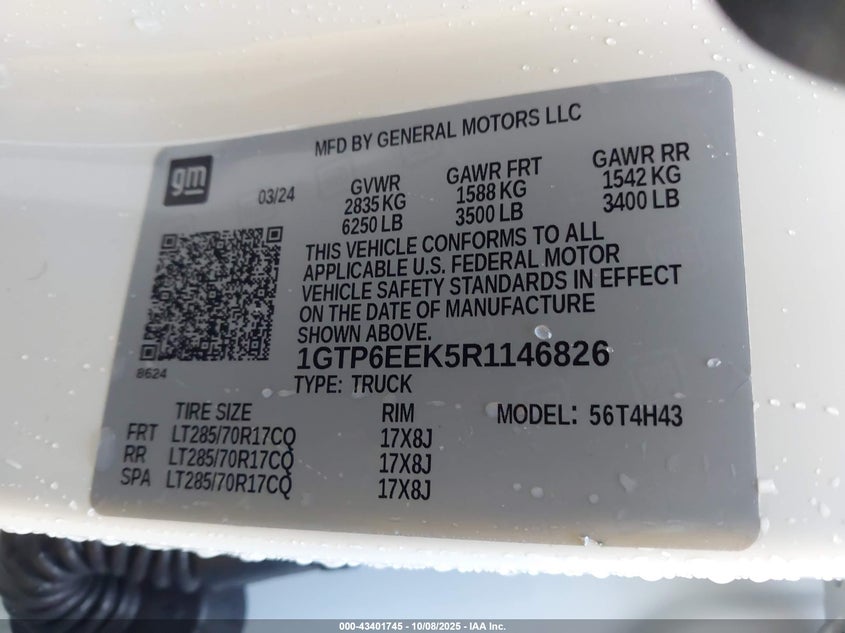 MFD BY GENERAL MOTORS LLC
gm
03/24
GVWR GAWR FRT GAWR RR
2835 KG 1588 KG 1542 KG
6250 LB 3500 LB 3400 LB
THIS VEHICLE CONFORMS TO ALL
APPLICABLE U.S. FEDERAL MOTOR
VEHICLE SAFETY STANDARDS IN EFFECT
ON THE DATE OF MANUFACTURE
SHOWN ABOVE.
8624
1GTP6EEK5R1146826
TYPE: TRUCK
TIRE SIZE RIM MODEL: 56T4H43
FRT LT285/70R17CQ 17X8J
RR LT285/70R17CQ 17X8J
SPA LT285/70R17CQ 17X8J
000-43401745 | 10/08/2025 - IAA Inc.